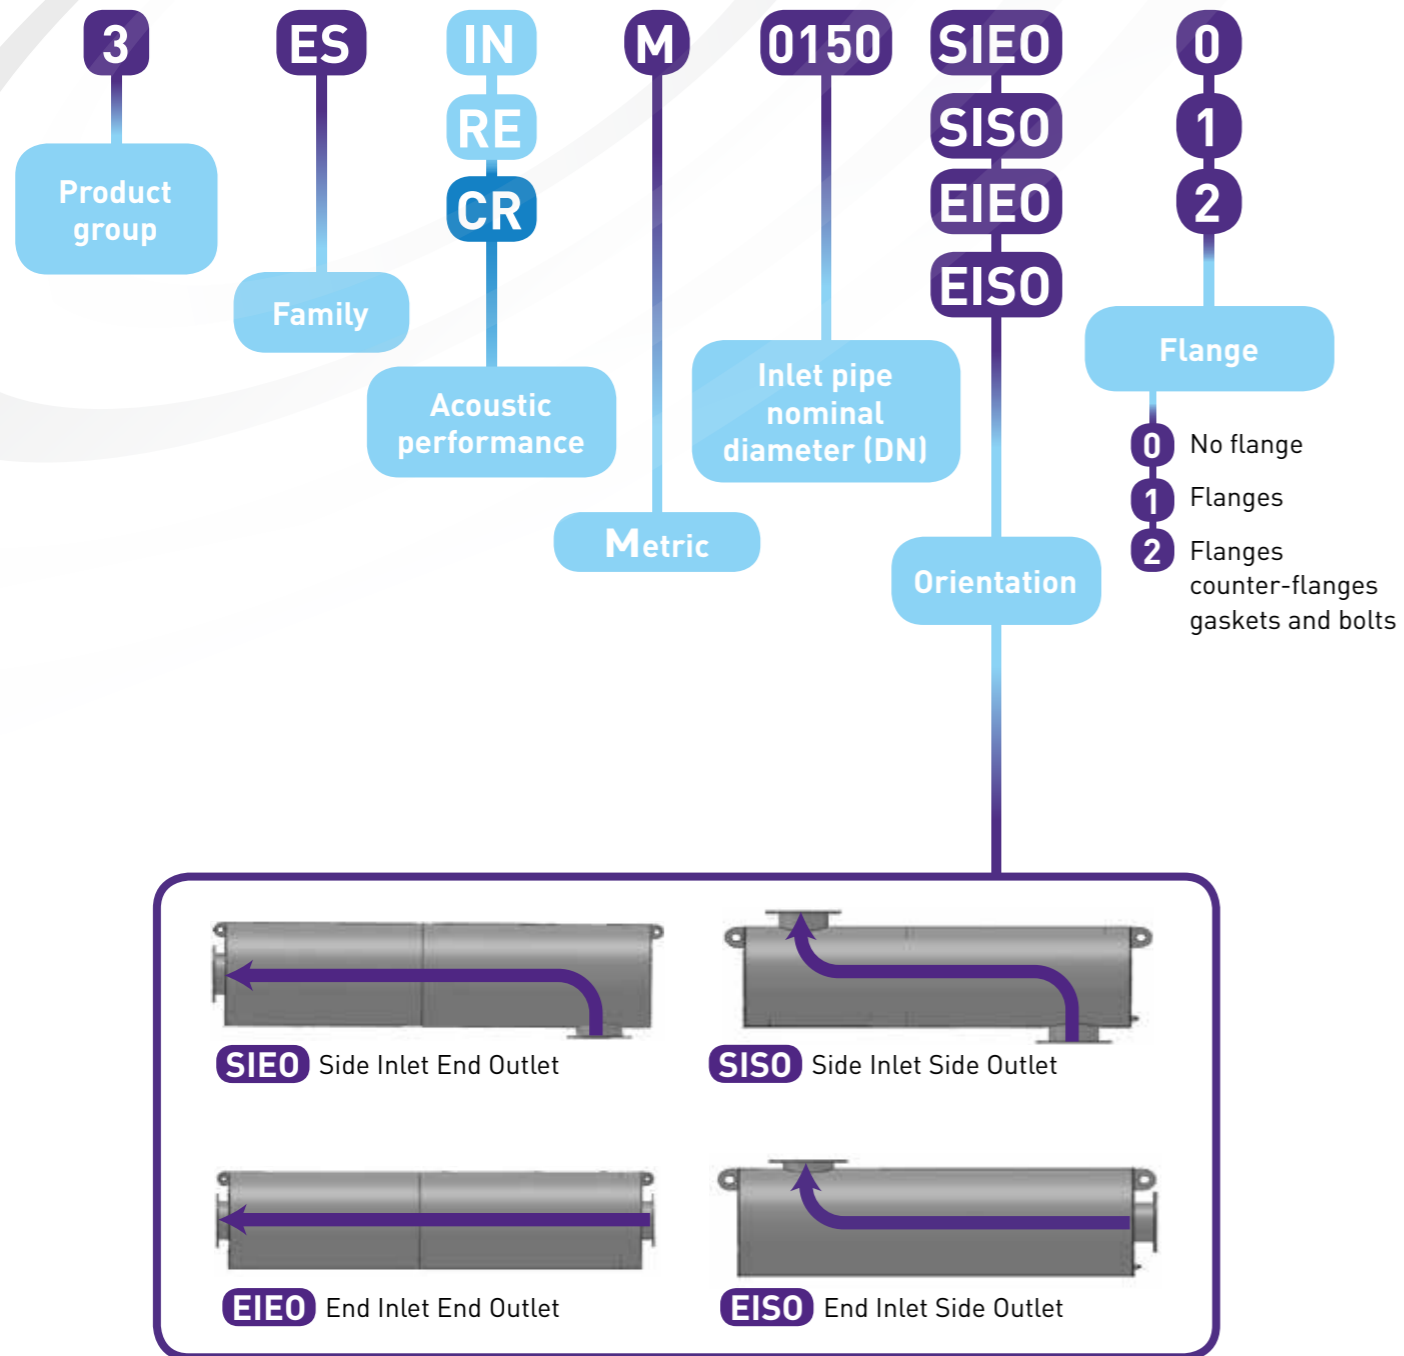 3 ES IN M 0150 SIEO 0
RE SISO 1
CR EIEO 2
EISO
Product
group
Family
Acoustic
performance
Metric
Inlet pipe
nominal
diameter (DN)
Orientation
Flange
0 No flange
1 Flanges
2 Flanges
counter-flanges
gaskets and bolts
SIEO Side Inlet End Outlet
SISO Side Inlet Side Outlet
EIEO End Inlet End Outlet
EISO End Inlet Side Outlet